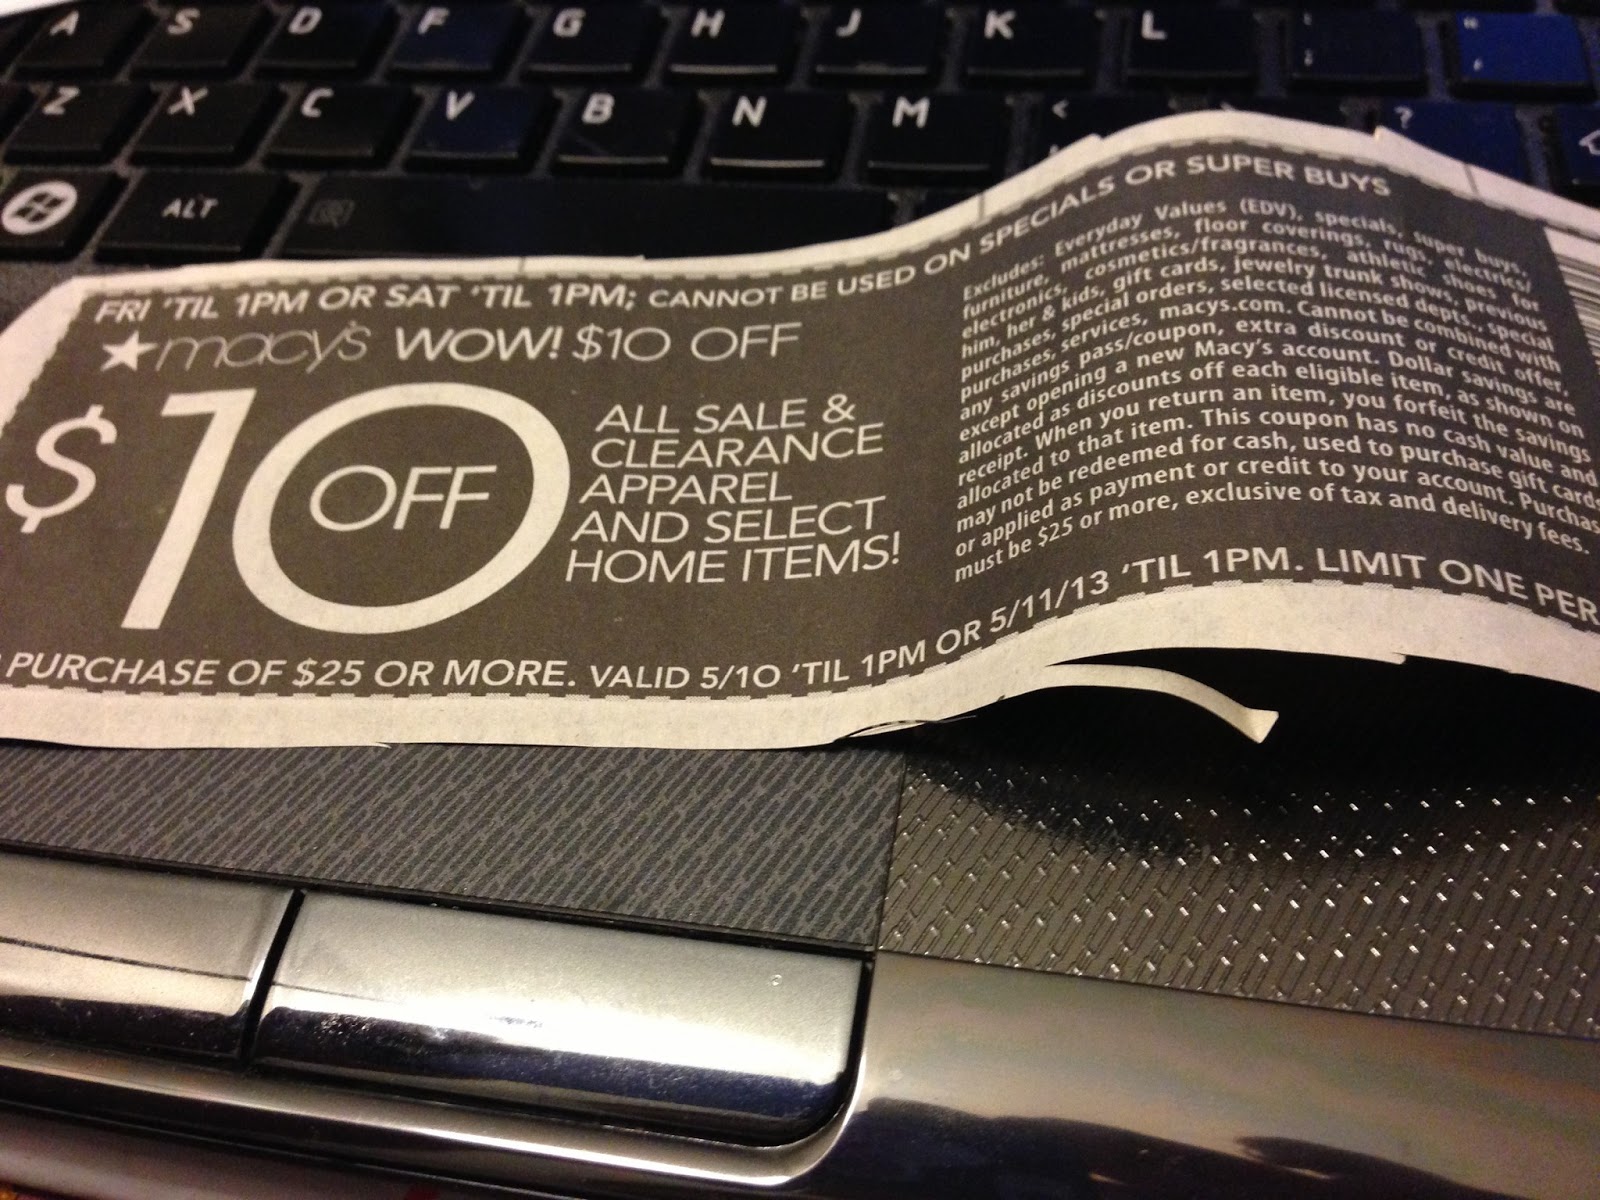 A S D F G H J K L : ; "
Z X C V B N M < ?
ALT
FRI 'TIL 1PM OR SAT 'TIL 1PM; CANNOT BE USED ON SPECIALS OR SUPER BUYS
macy's WOW! $10 OFF
$10 OFF
ALL SALE &
CLEARANCE
APPAREL
AND SELECT
HOME ITEMS!
PURCHASE OF $25 OR MORE. VALID 5/10 'TIL 1PM OR 5/11/13 'TIL 1PM. LIMIT ONE PER
Excludes: Everyday Values (EDV), specials, super buys,
furniture, mattresses, floor coverings, rugs, electrics/
electronics, cosmetics/fragrances, athletic shoes for
him, her & kids, gift cards, jewelry trunk shows, previous
purchases, special orders, selected licensed depts., special
purchases, services, macys.com. Cannot be combined with
any savings pass/coupon, extra discount or credit offer,
except opening a new Macy's account. Dollar savings are
allocated as discounts off each eligible item, as shown on
receipt. When you return an item, you forfeit the savings
allocated to that item. This coupon has no cash value and
may not be redeemed for cash, used to purchase gift cards
or applied as payment or credit to your account. Purchas
must be $25 or more, exclusive of tax and delivery fees.